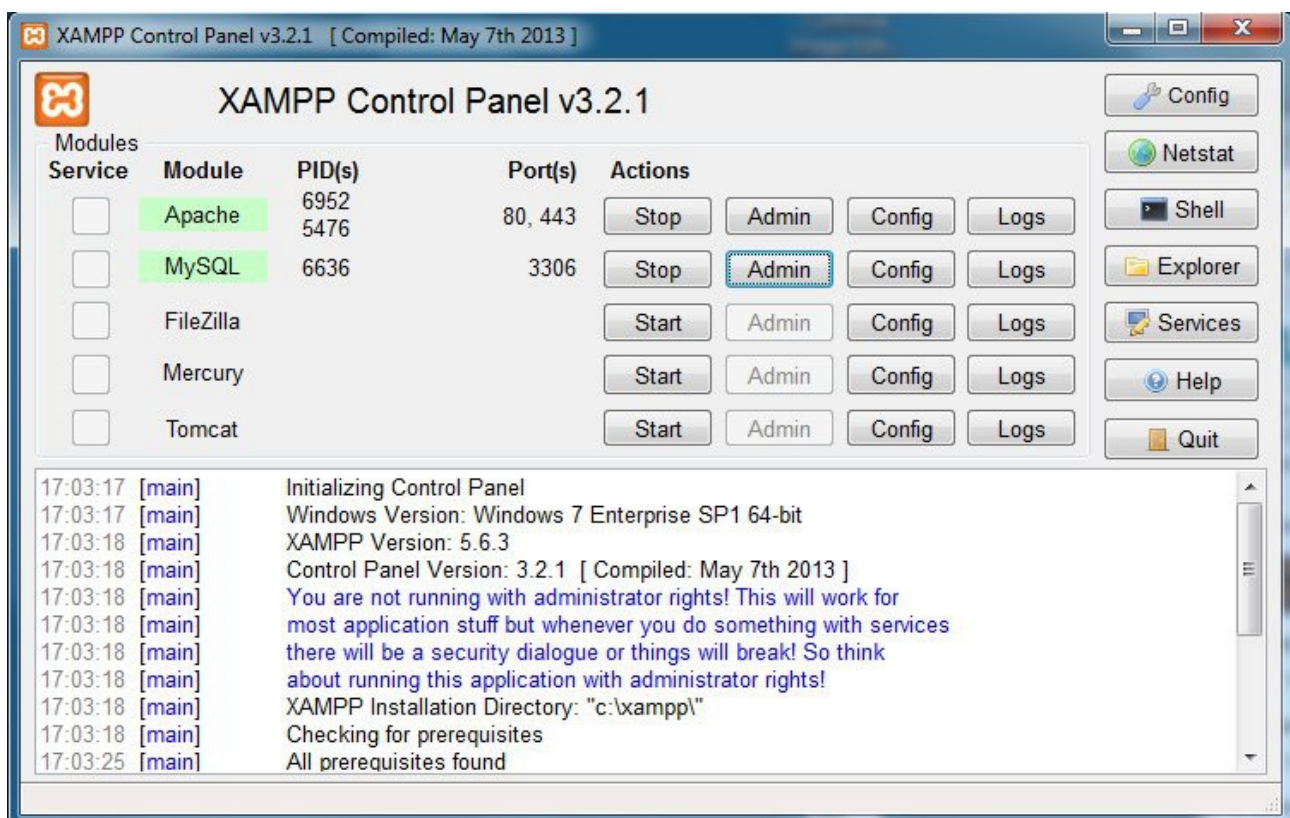 XAMPP Control Panel v3.2.1 [ Compiled: May 7th 2013 ]
XAMPP Control Panel v3.2.1
Config
Netstat
Shell
Explorer
Services
Help
Quit
Modules
Service Module PID(s) Port(s) Actions
Apache 6952 5476 80, 443 Stop Admin Config Logs
MySQL 6636 3306 Stop Admin Config Logs
FileZilla Start Admin Config Logs
Mercury Start Admin Config Logs
Tomcat Start Admin Config Logs
17:03:17 [main] Initializing Control Panel
17:03:17 [main] Windows Version: Windows 7 Enterprise SP1 64-bit
17:03:18 [main] XAMPP Version: 5.6.3
17:03:18 [main] Control Panel Version: 3.2.1 [ Compiled: May 7th 2013 ]
17:03:18 [main] You are not running with administrator rights! This will work for
17:03:18 [main] most application stuff but whenever you do something with services
17:03:18 [main] there will be a security dialogue or things will break! So think
17:03:18 [main] about running this application with administrator rights!
17:03:18 [main] XAMPP Installation Directory: "c:\xampp\"
17:03:18 [main] Checking for prerequisites
17:03:25 [main] All prerequisites found